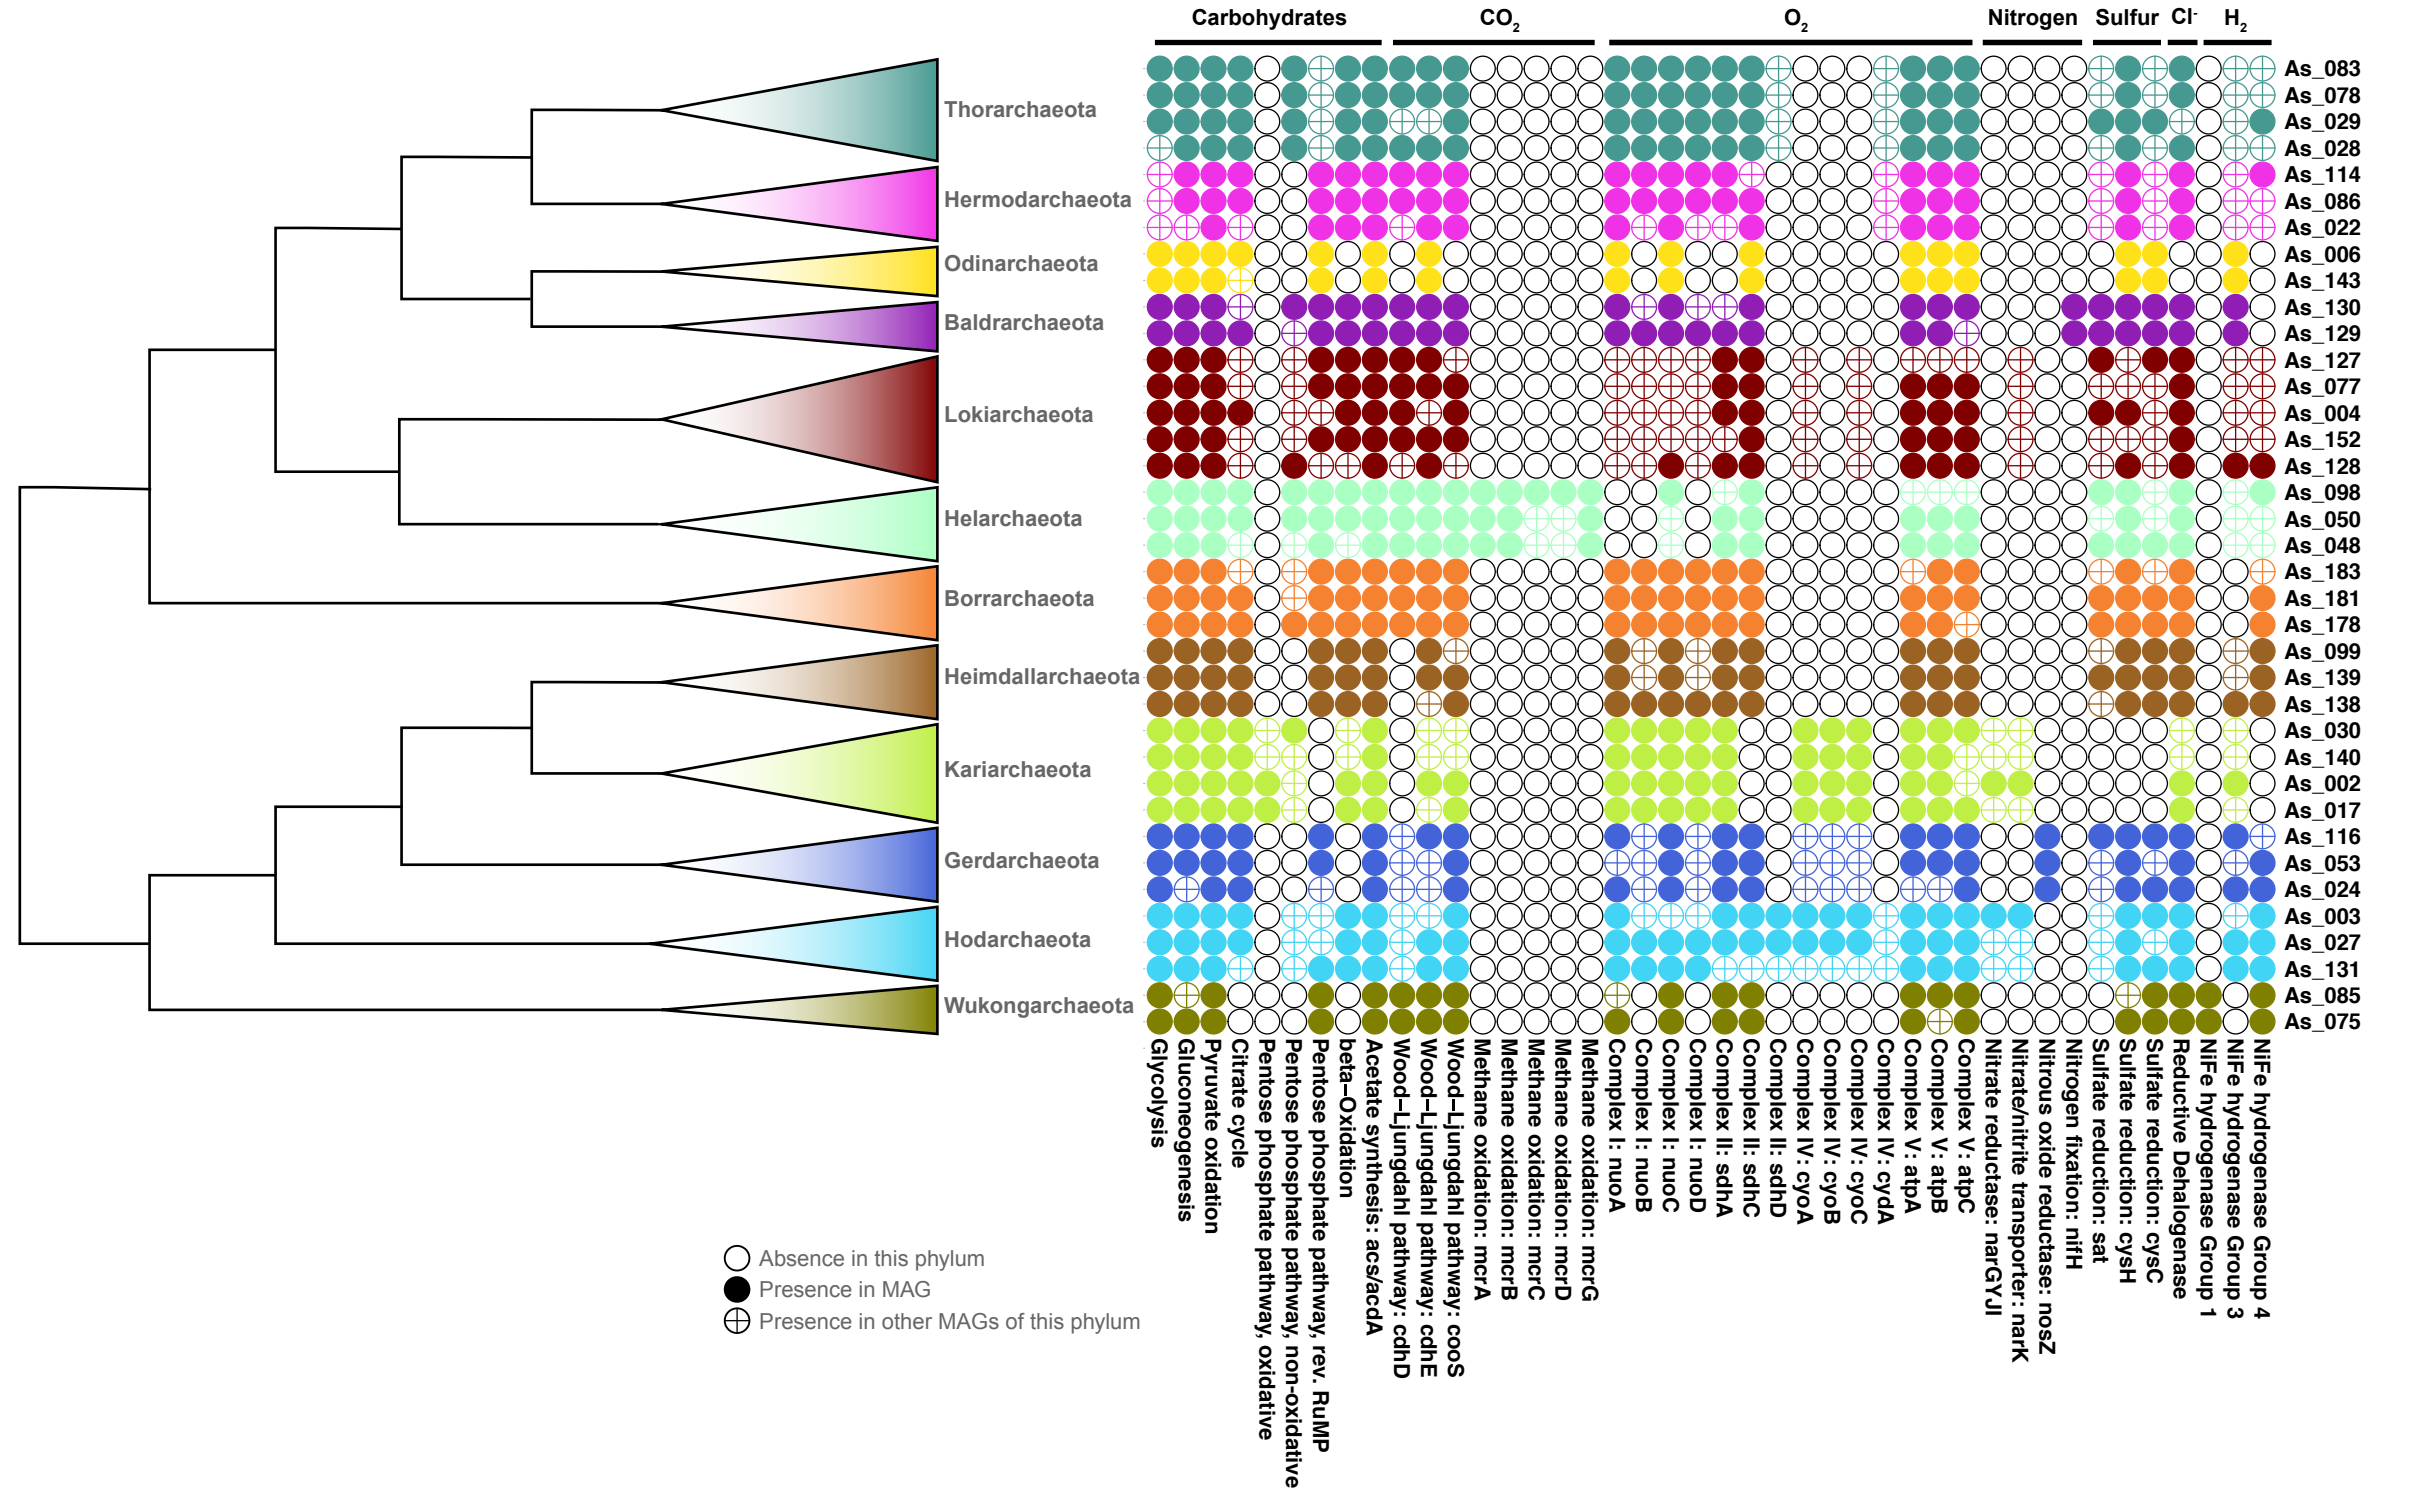 Carbohydrates
CO2
O2
Nitrogen
Sulfur
Cl-
H2
Thorarchaeota
Hermodarchaeota
Odinarchaeota
Baldrarchaeota
Lokiarchaeota
Helarchaeota
Borrarchaeota
Heimdallarchaeota
Kariarchaeota
Gerdarchaeota
Hodarchaeota
Wukongarchaeota
As_083
As_078
As_029
As_028
As_114
As_086
As_022
As_006
As_143
As_130
As_129
As_127
As_077
As_004
As_152
As_128
As_098
As_050
As_048
As_183
As_181
As_178
As_099
As_139
As_138
As_030
As_140
As_002
As_017
As_116
As_053
As_024
As_003
As_027
As_131
As_085
As_075
Glycolysis
Gluconeogenesis
Pyruvate oxidation
Citrate cycle
Pentose phosphate pathway, oxidative
Pentose phosphate pathway, non-oxidative
Pentose phosphate pathway, rev. RuMP
beta–Oxidation
Acetate synthesis: acs/acdA
Wood–Ljungdahl pathway: cdhD
Wood–Ljungdahl pathway: cdhE
Wood–Ljungdahl pathway: cooS
Methane oxidation: mcrA
Methane oxidation: mcrB
Methane oxidation: mcrC
Methane oxidation: mcrD
Methane oxidation: mcrG
Complex I: nuoA
Complex I: nuoB
Complex I: nuoC
Complex I: nuoD
Complex II: sdhA
Complex II: sdhC
Complex II: sdhD
Complex IV: cyoA
Complex IV: cyoB
Complex IV: cyoC
Complex IV: cydA
Complex V: atpA
Complex V: atpB
Complex V: atpC
Nitrate reductase: narGYJI
Nitrate/nitrite transporter: narK
Nitrous oxide reductase: nosZ
Nitrogen fixation: nifH
Sulfate reduction: sat
Sulfate reduction: cysH
Sulfate reduction: cysC
Reductive Dehalogenase
NiFe hydrogenase Group 1
NiFe hydrogenase Group 3
NiFe hydrogenase Group 4
Absence in this phylum
Presence in MAG
Presence in other MAGs of this phylum